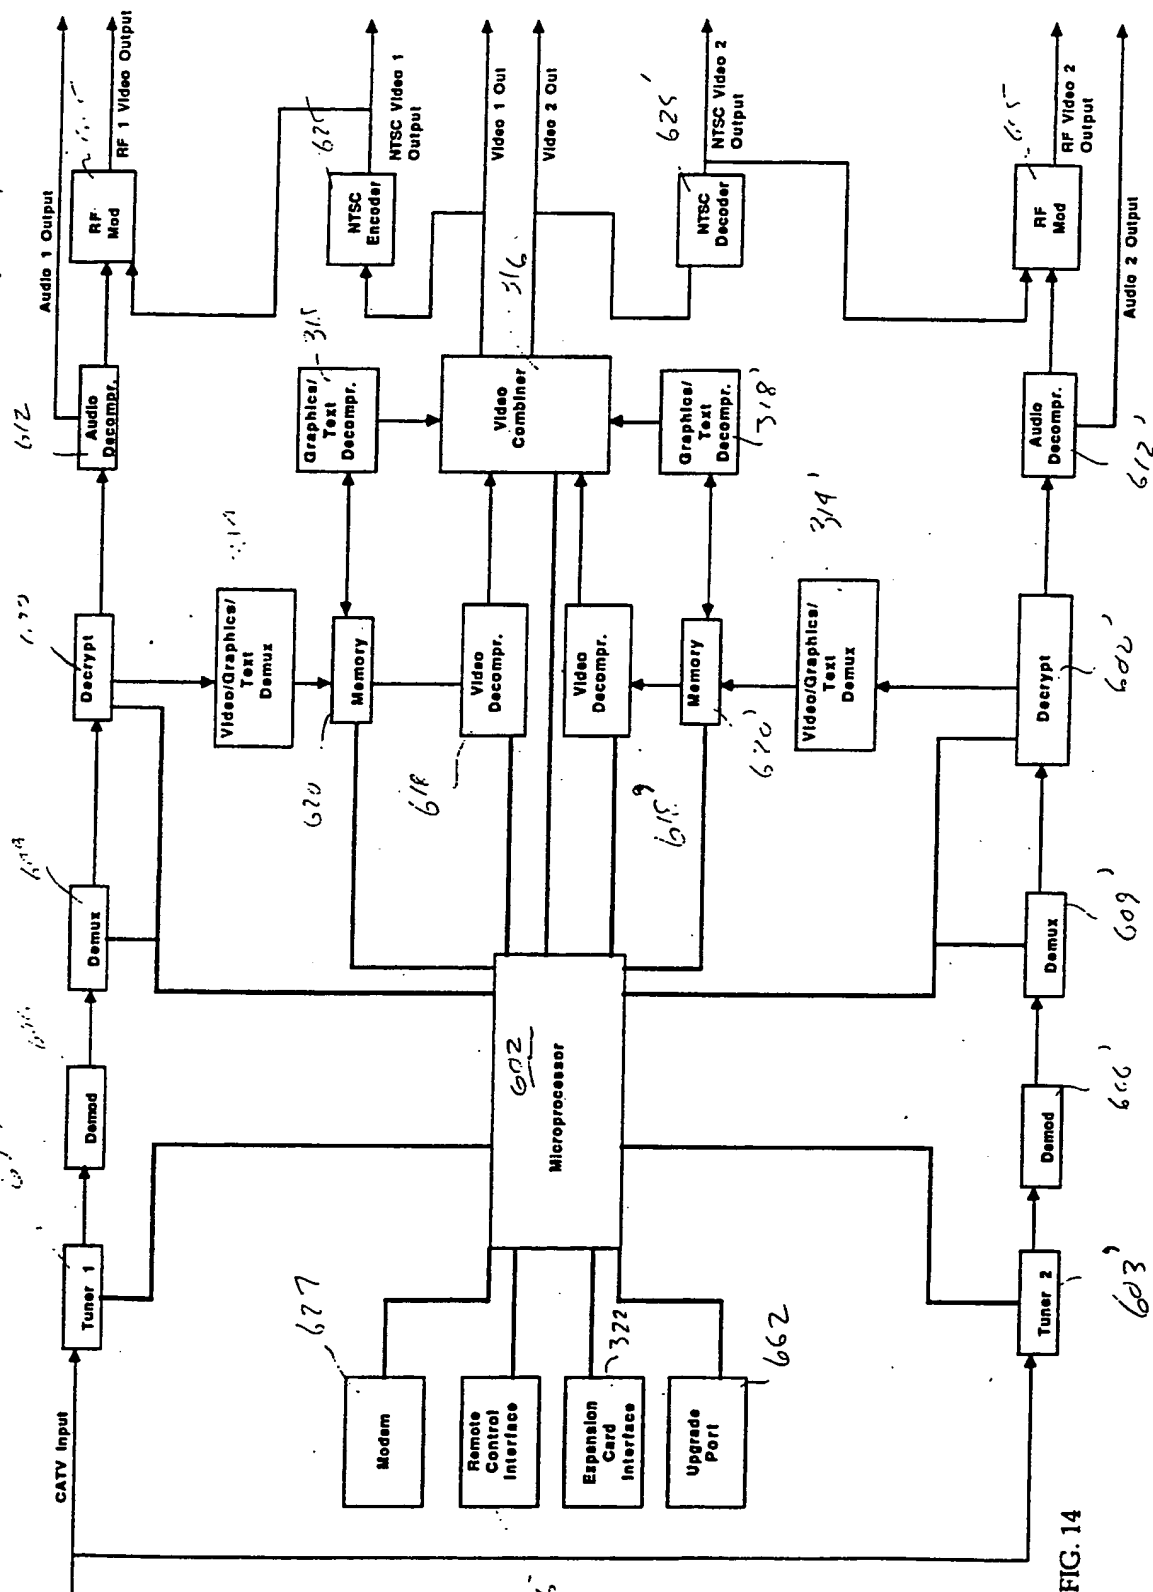 CATV Input
Tuner 1
Demod
Demux
Decrypt
Audio
Decompr.
612
Audio 1 Output
RF
Mod
RF 1 Video Output
Video/Graphics/
Text
Demux
Memory
620
Graphics/
Text
Decompr.
315
NTSC
Encoder
625
NTSC Video 1
Output
Video
Decompr.
618
Video
Combiner
316
Video 1 Out
Video 2 Out
Video
Decompr.
618'
Graphics/
Text
Decompr.
318'
NTSC
Decoder
625'
NTSC Video 2
Output
Memory
620'
Video/Graphics/
Text
Demux
314'
Modem
627
Remote
Control
Interface
Expansion
Card
Interface
322
Upgrade
Port
662
602
Microprocessor
Tuner 2
603'
Demod
606'
Demux
609'
Decrypt
602'
Audio
Decompr.
612'
RF
Mod
RF Video 2
Output
Audio 2 Output
FIG. 14